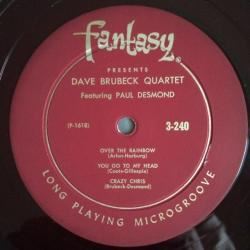 fantasy
PRESENTS
DAVE BRUBECK QUARTET
Featuring PAUL DESMOND
(F-1618) 3-240
OVER THE RAINBOW
(Arlen-Harburg)
YOU GO TO MY HEAD
(Coots-Gillespie)
CRAZY CHRIS
(Brubeck-Desmond)
LONG PLAYING MICROGROOVE